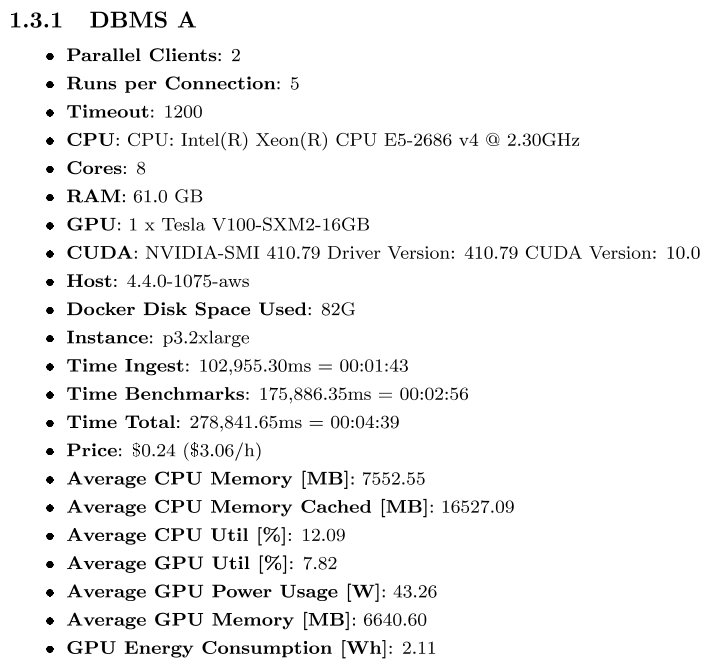 1.3.1 DBMS A
• Parallel Clients: 2
• Runs per Connection: 5
• Timeout: 1200
• CPU: CPU: Intel(R) Xeon(R) CPU E5-2686 v4 @ 2.30GHz
• Cores: 8
• RAM: 61.0 GB
• GPU: 1 x Tesla V100-SXM2-16GB
• CUDA: NVIDIA-SMI 410.79 Driver Version: 410.79 CUDA Version: 10.0
• Host: 4.4.0-1075-aws
• Docker Disk Space Used: 82G
• Instance: p3.2xlarge
• Time Ingest: 102,955.30ms = 00:01:43
• Time Benchmarks: 175,886.35ms = 00:02:56
• Time Total: 278,841.65ms = 00:04:39
• Price: $0.24 ($3.06/h)
• Average CPU Memory [MB]: 7552.55
• Average CPU Memory Cached [MB]: 16527.09
• Average CPU Util [%]: 12.09
• Average GPU Util [%]: 7.82
• Average GPU Power Usage [W]: 43.26
• Average GPU Memory [MB]: 6640.60
• GPU Energy Consumption [Wh]: 2.11